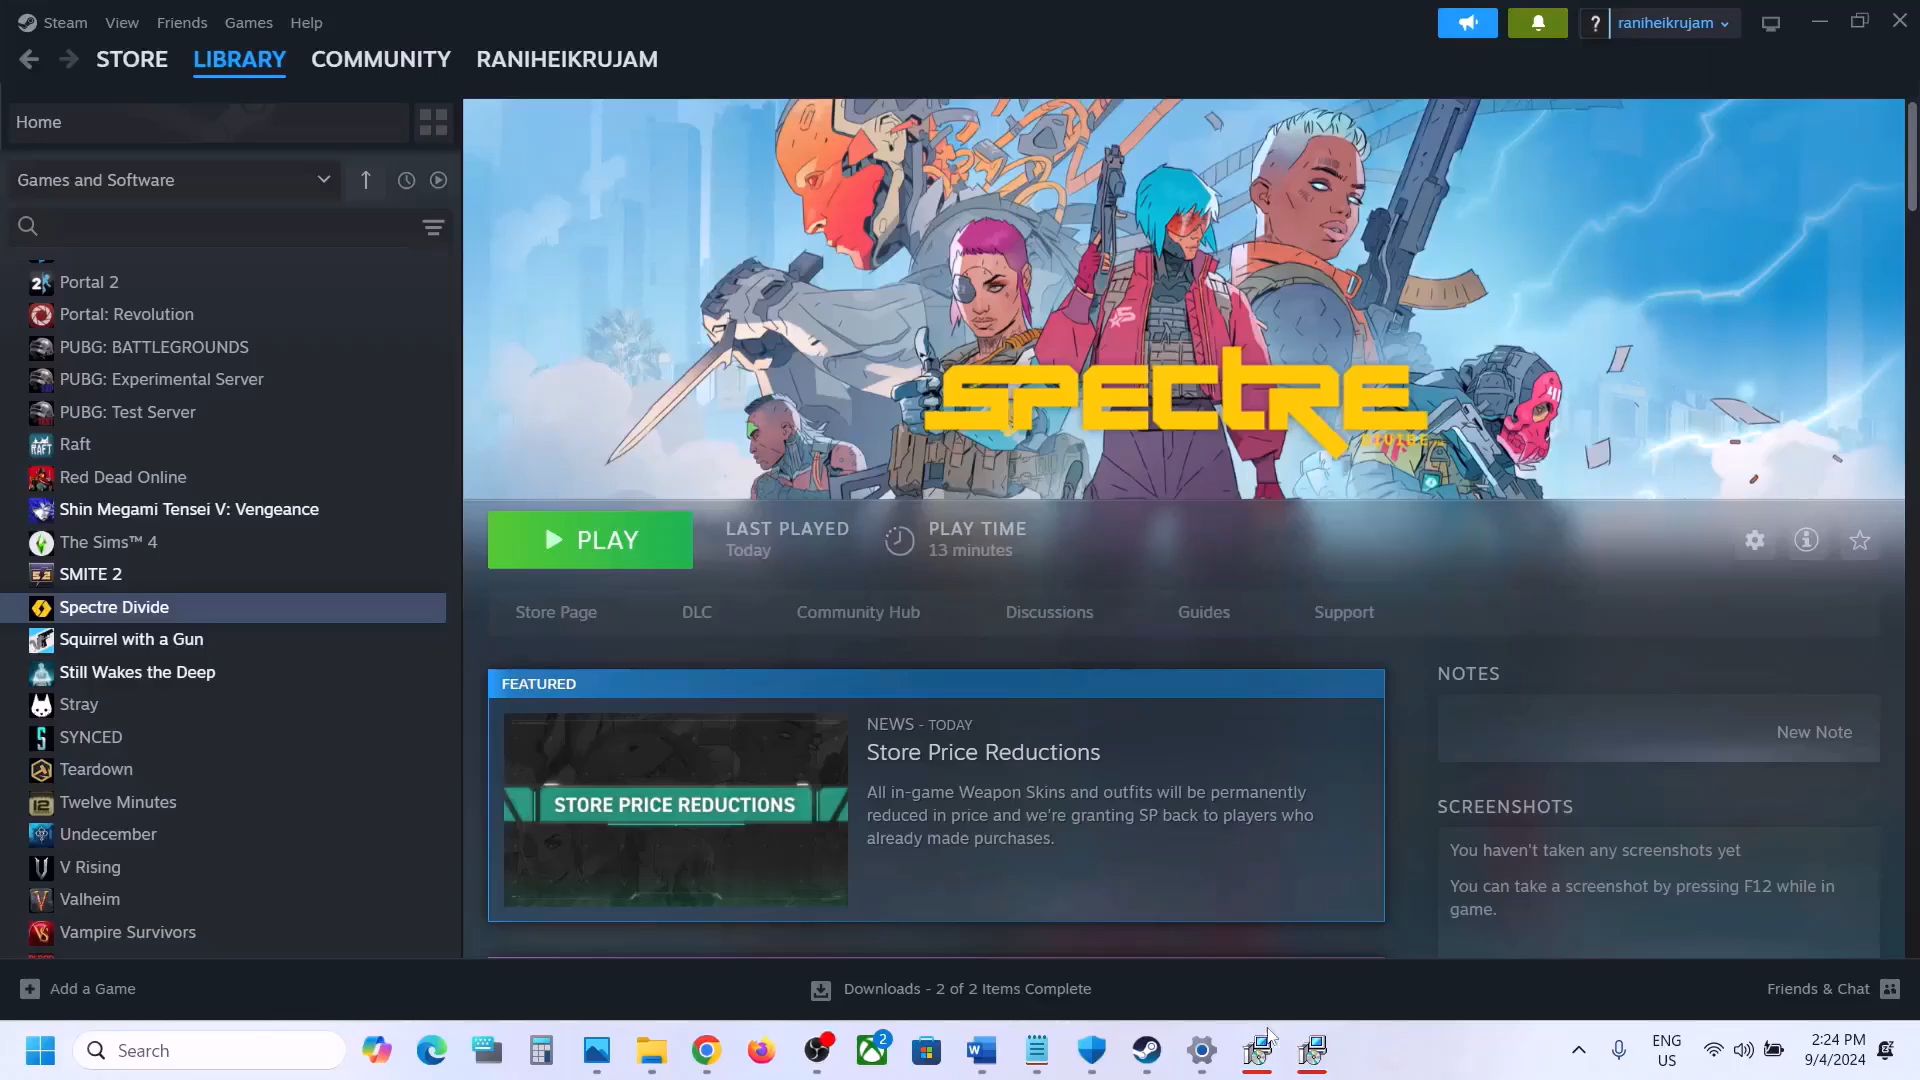 Steam View Friends Games Help
? raniheikrujam
STORE LIBRARY COMMUNITY RANIHEIKRUJAM
Home
Games and Software
Portal 2
Portal: Revolution
PUBG: BATTLEGROUNDS
PUBG: Experimental Server
PUBG: Test Server
Raft
Red Dead Online
Shin Megami Tensei V: Vengeance
The Sims™ 4
SMITE 2
Spectre Divide
Squirrel with a Gun
Still Wakes the Deep
Stray
SYNCED
Teardown
Twelve Minutes
Undecember
V Rising
Valheim
Vampire Survivors
Add a Game
SPECTRE
DIVIDE
PLAY
LAST PLAYED
Today
PLAY TIME
13 minutes
Store Page DLC Community Hub Discussions Guides Support
FEATURED
STORE PRICE REDUCTIONS
NEWS - TODAY
Store Price Reductions
All in-game Weapon Skins and outfits will be permanently
reduced in price and we're granting SP back to players who
already made purchases.
NOTES
New Note
SCREENSHOTS
You haven't taken any screenshots yet
You can take a screenshot by pressing F12 while in
game.
Downloads - 2 of 2 Items Complete
Friends & Chat
Search
2
ENG
US
2:24 PM
9/4/2024